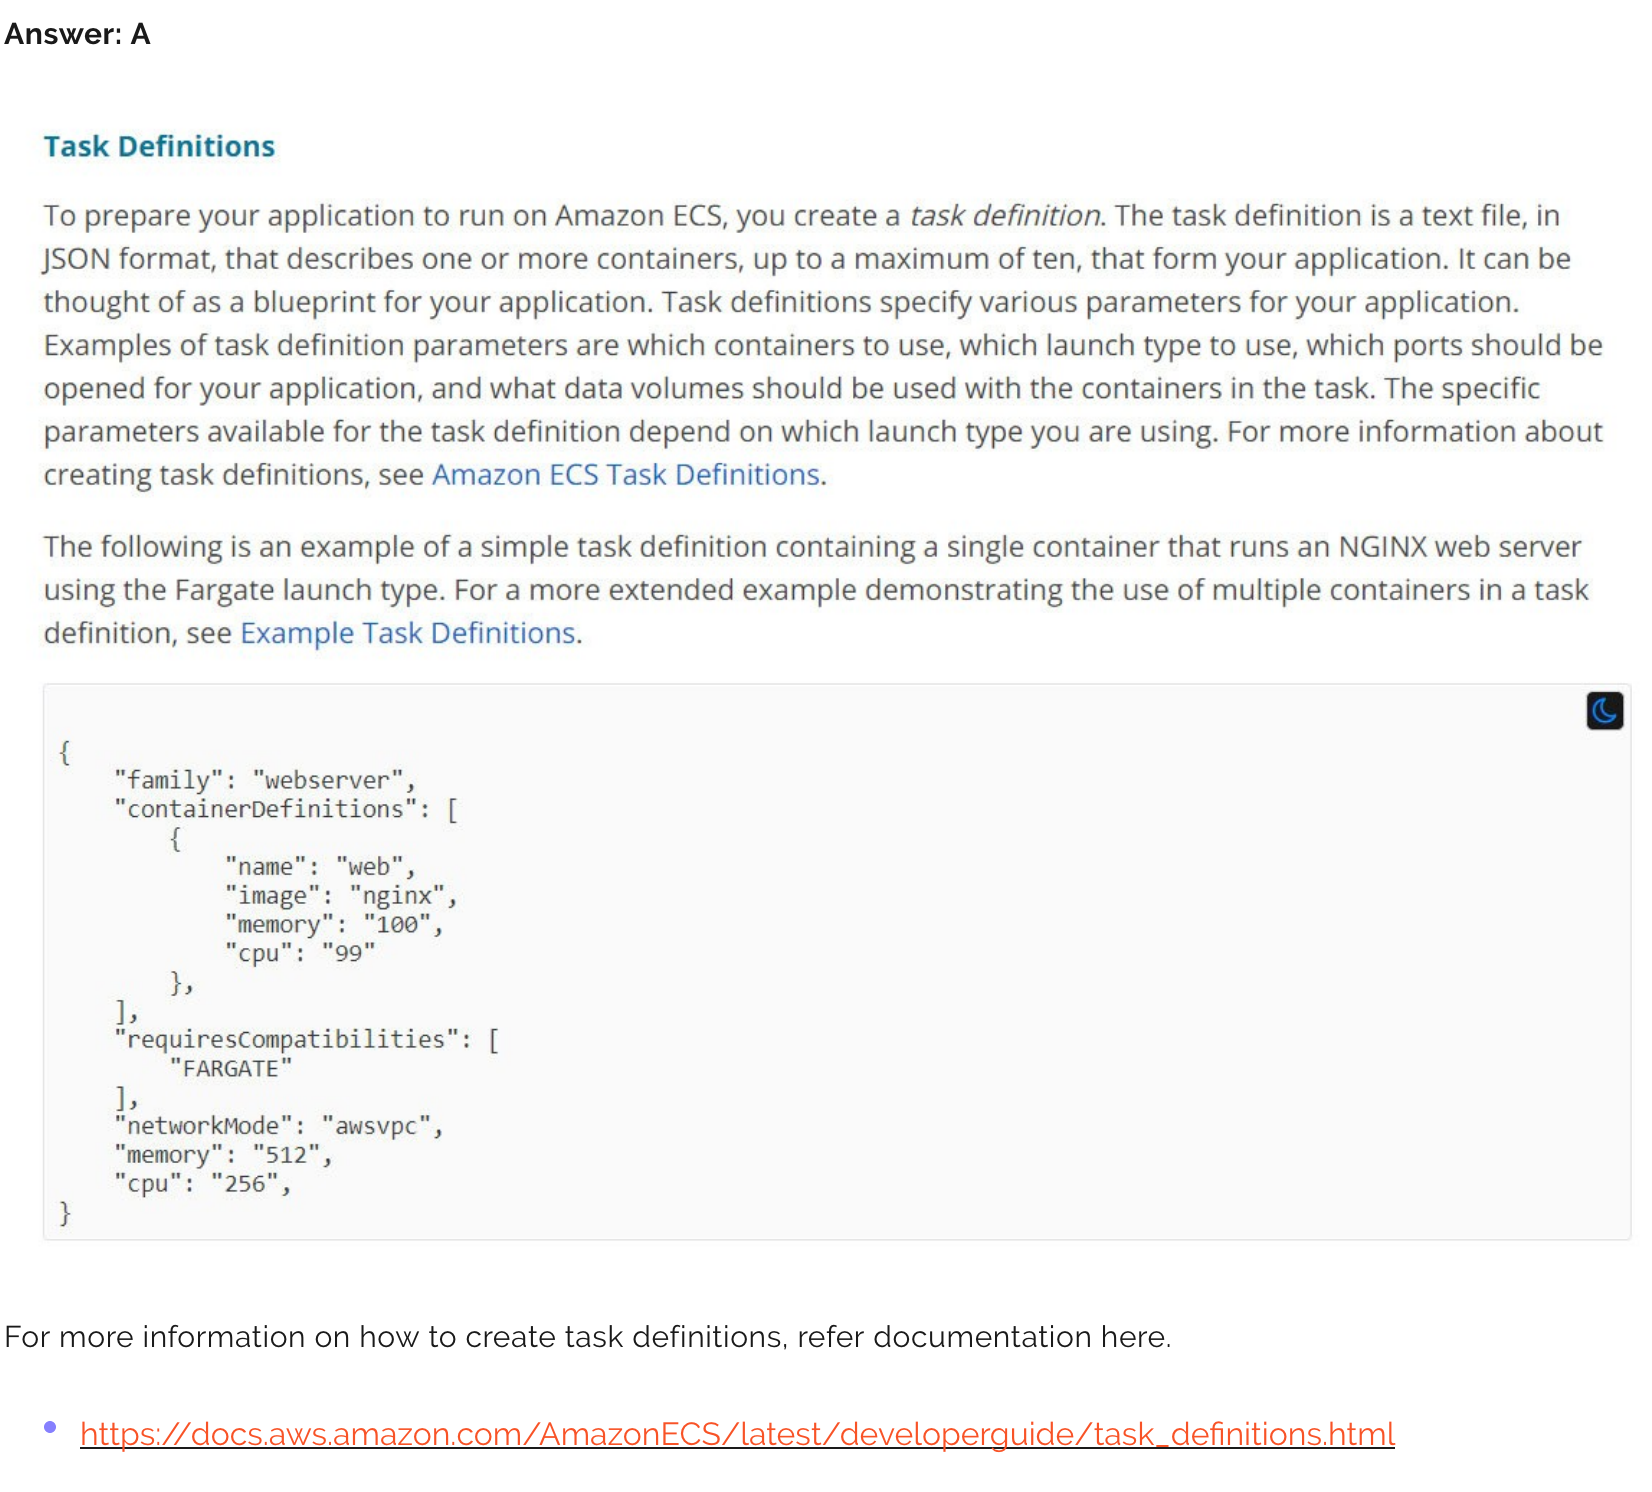 Answer: A
Task Definitions
To prepare your application to run on Amazon ECS, you create a task definition. The task definition is a text file, in
JSON format, that describes one or more containers, up to a maximum of ten, that form your application. It can be
thought of as a blueprint for your application. Task definitions specify various parameters for your application.
Examples of task definition parameters are which containers to use, which launch type to use, which ports should be
opened for your application, and what data volumes should be used with the containers in the task. The specific
parameters available for the task definition depend on which launch type you are using. For more information about
creating task definitions, see Amazon ECS Task Definitions.
The following is an example of a simple task definition containing a single container that runs an NGINX web server
using the Fargate launch type. For a more extended example demonstrating the use of multiple containers in a task
definition, see Example Task Definitions.
{
    "family": "webserver",
    "containerDefinitions": [
        {
            "name": "web",
            "image": "nginx",
            "memory": "100",
            "cpu": "99"
        },
    ],
    "requiresCompatibilities": [
        "FARGATE"
    ],
    "networkMode": "awsvpc",
    "memory": "512",
    "cpu": "256",
}
For more information on how to create task definitions, refer documentation here.
https://docs.aws.amazon.com/AmazonECS/latest/developerguide/task_definitions.html